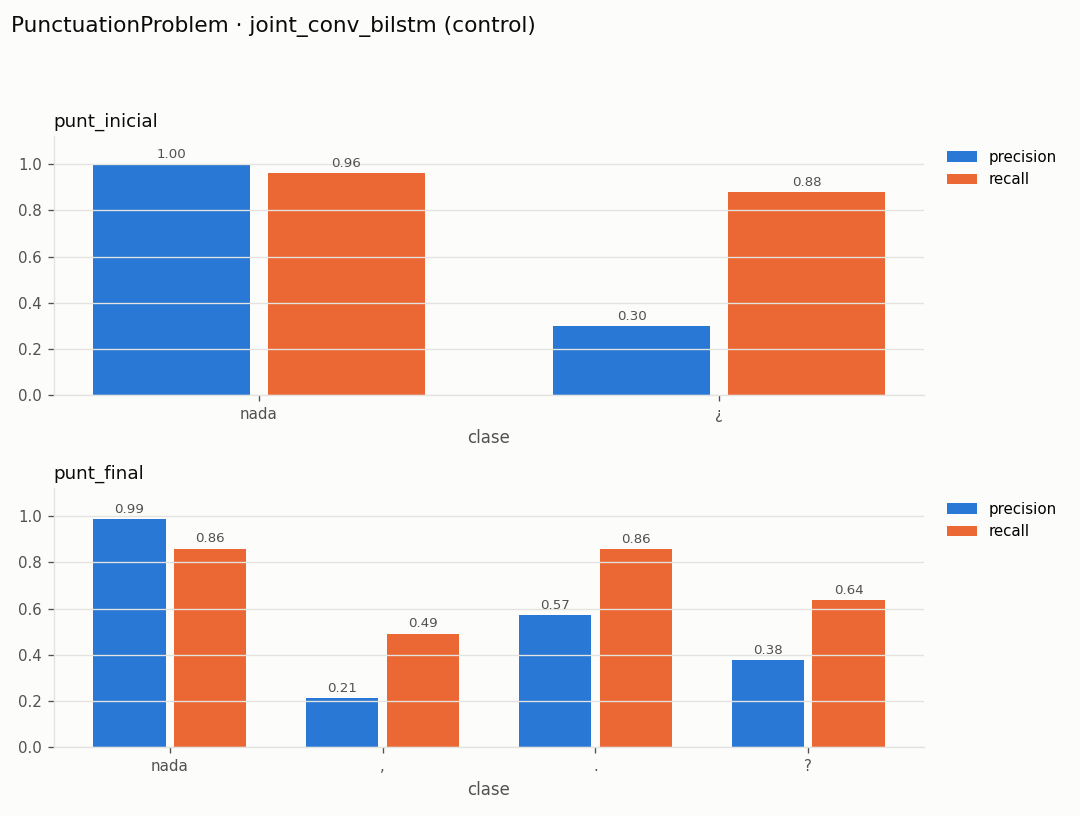 PunctuationProblem · joint_conv_bilstm (control)
punt_inicial
precision
recall
1.00
0.96
0.30
0.88
1.0
0.8
0.6
0.4
0.2
0.0
nada
¿
clase
punt_final
precision
recall
0.99
0.86
0.21
0.49
0.57
0.86
0.38
0.64
1.0
0.8
0.6
0.4
0.2
0.0
nada
,
.
?
clase